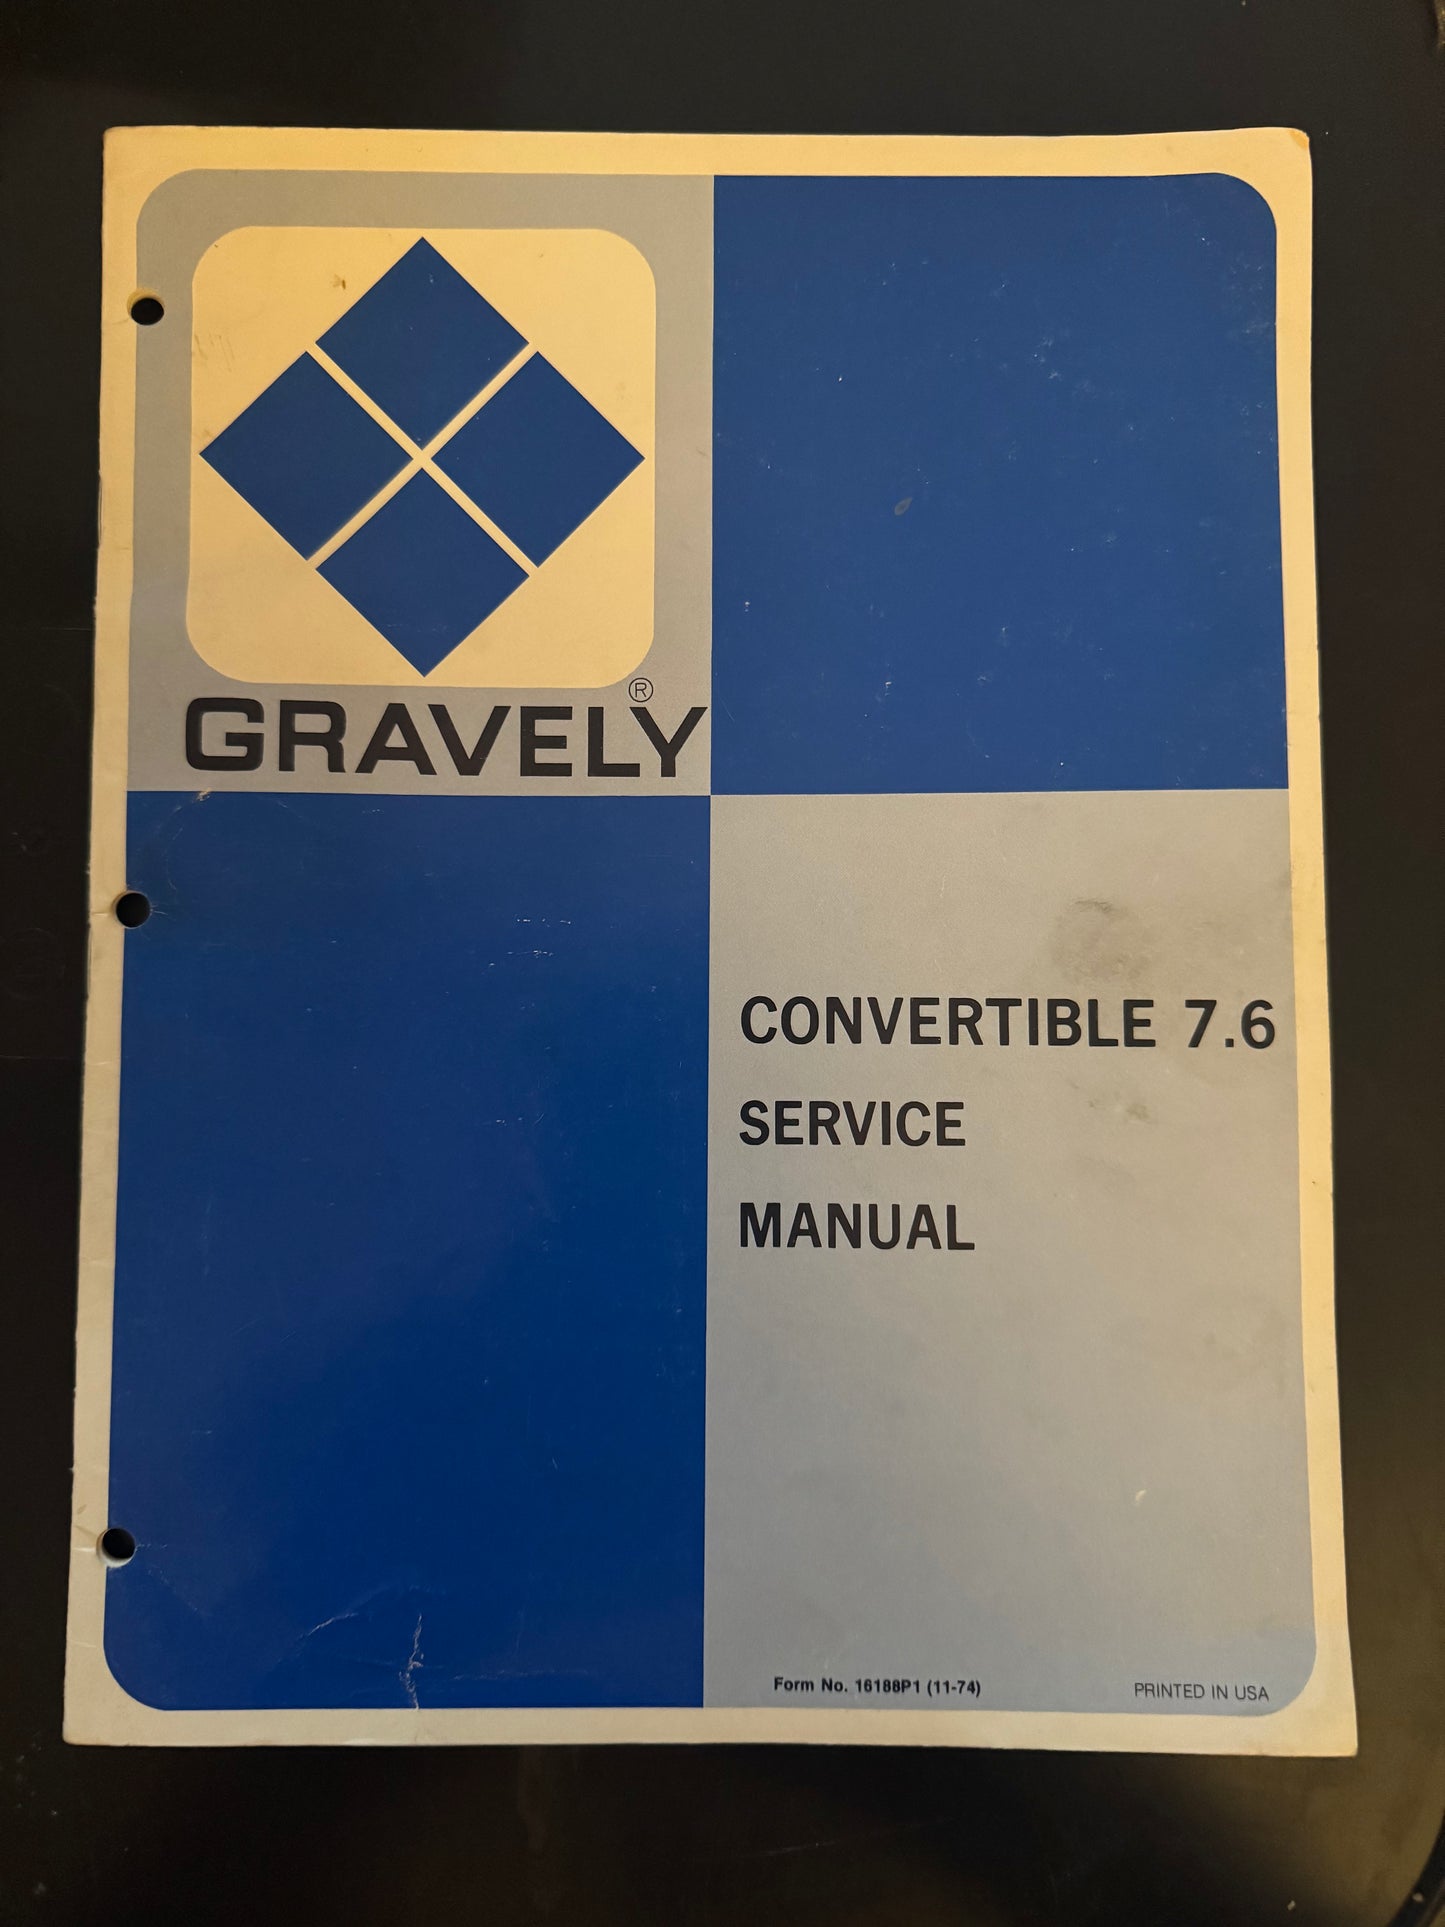 GRAVELY®
CONVERTIBLE 7.6
SERVICE
MANUAL
Form No. 16188P1 (11-74)
PRINTED IN USA